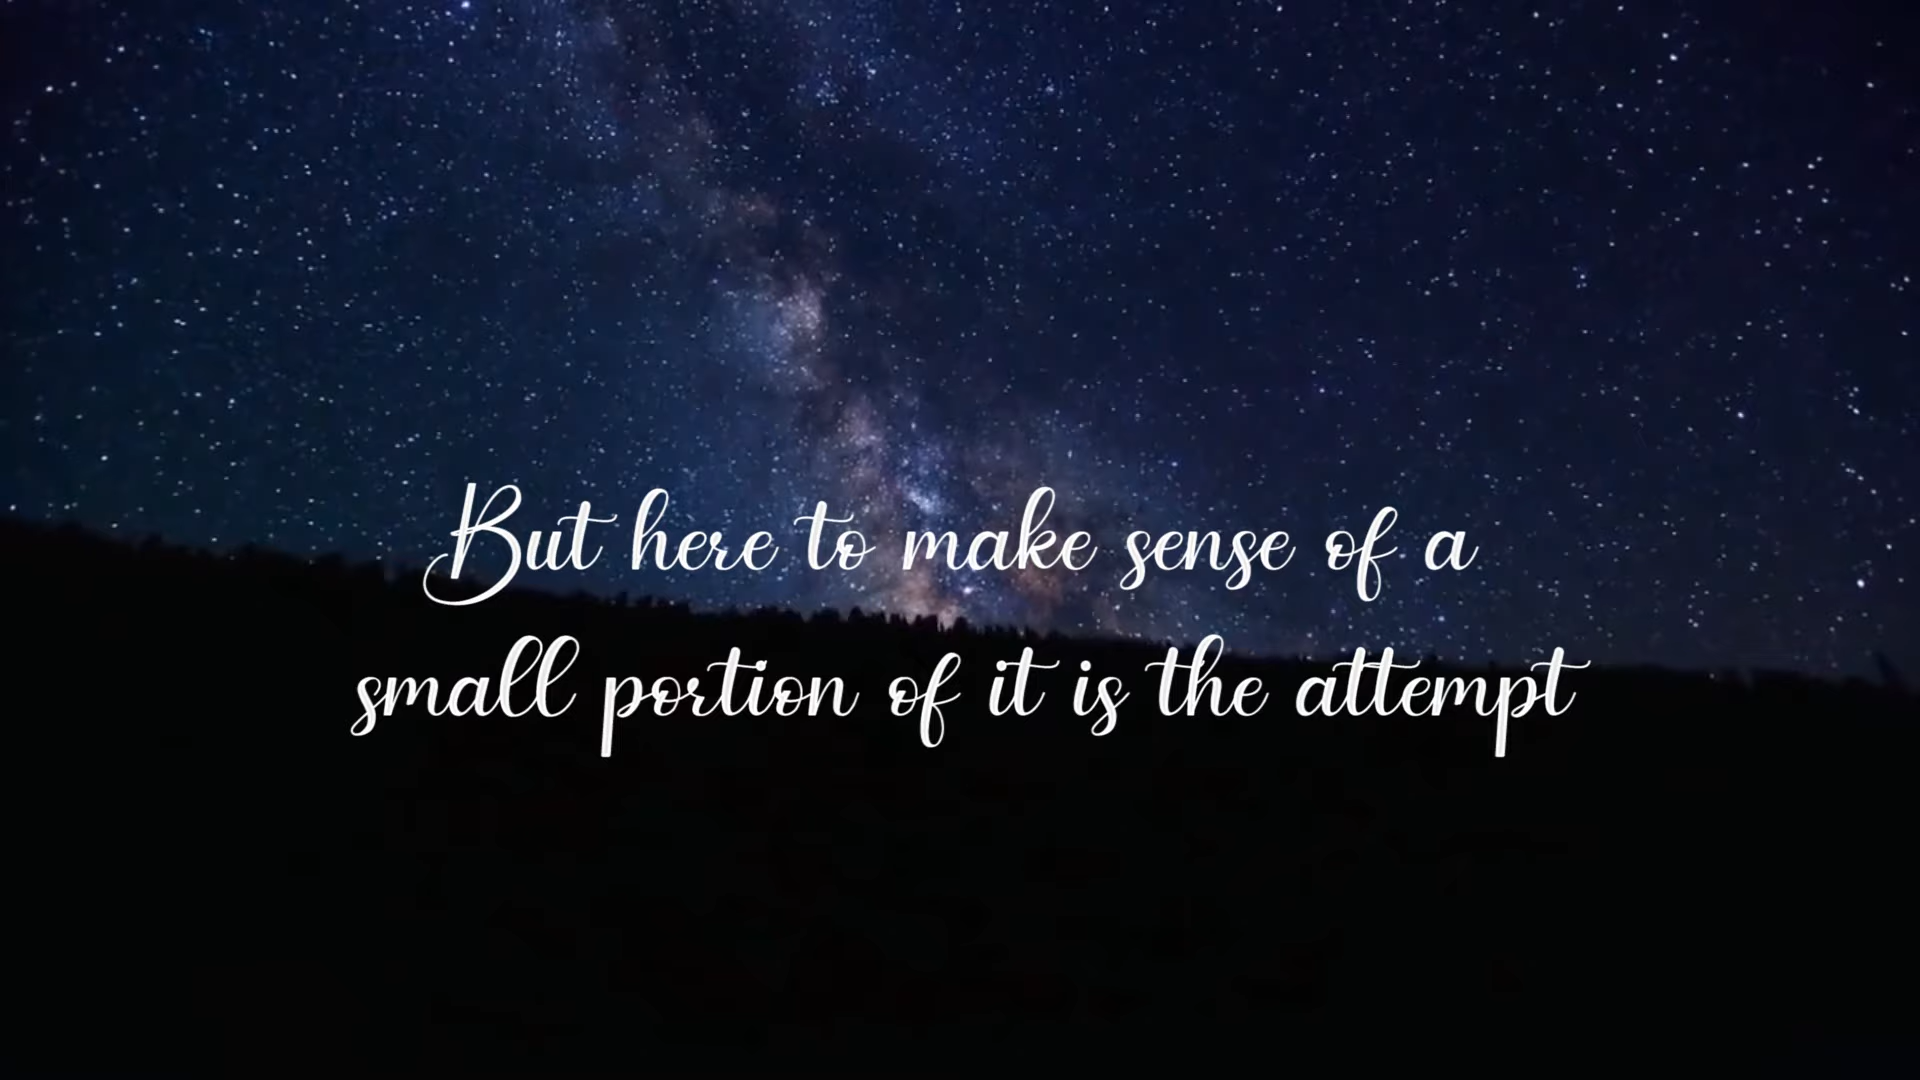 But here to make sense of a
small portion of it is the attempt